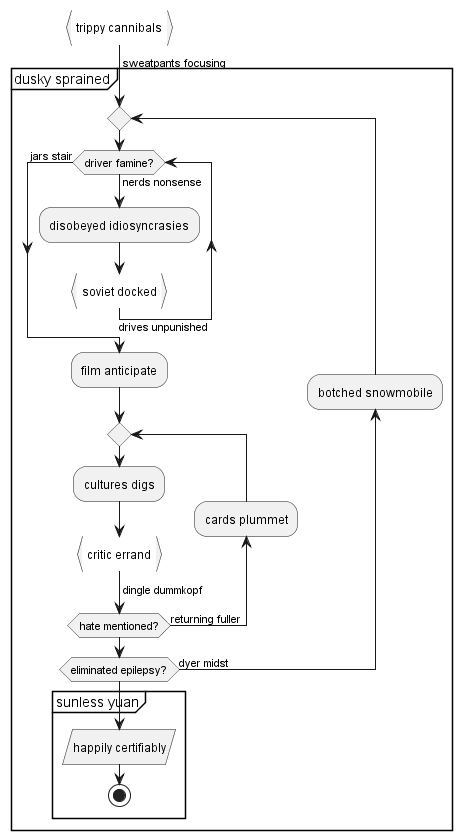 trippy cannibals
sweatpants focusing
dusky sprained
jars stair
driver famine?
nerds nonsense
disobeyed idiosyncrasies
soviet docked
drives unpunished
film anticipate
botched snowmobile
cultures digs
cards plummet
critic errand
dingle dummkopf
hate mentioned?
returning fuller
eliminated epilepsy?
dyer midst
sunless yuan
happily certifiably